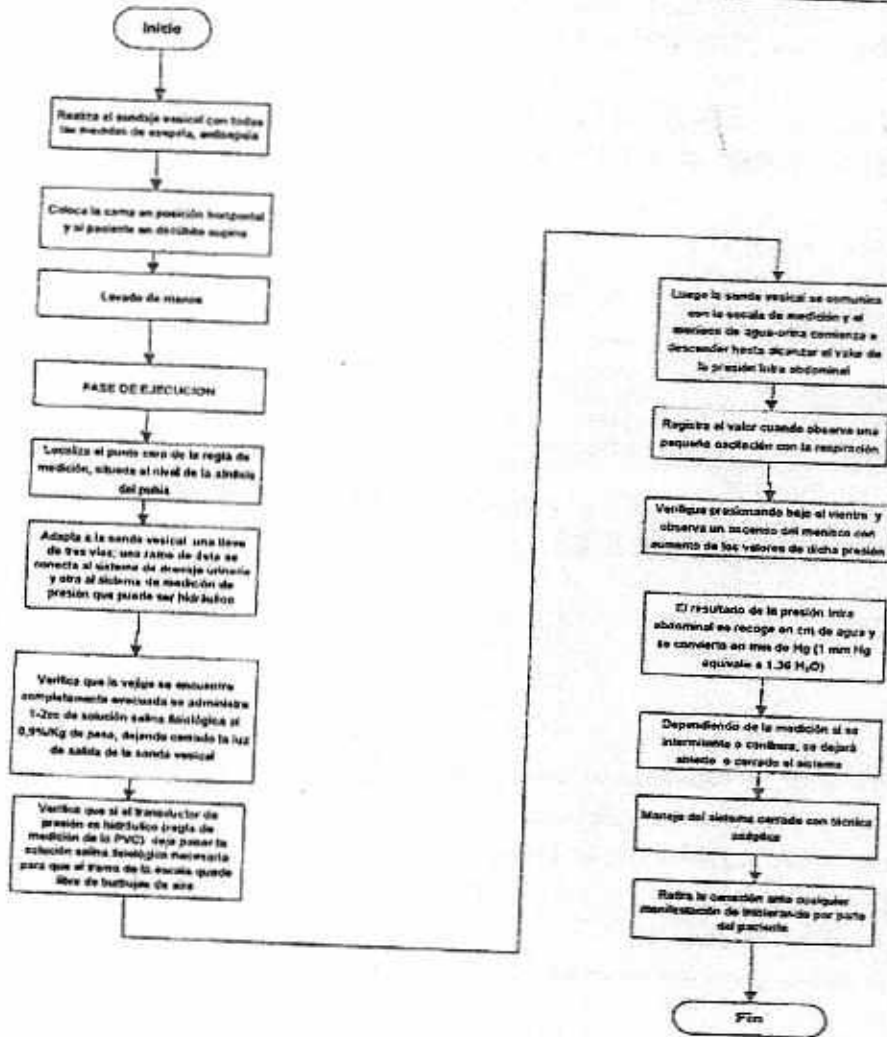 Inicio
Realiza el sondaje vesical con todas
las medidas de asepsia, antisepsia
Coloca la cama en posición horizontal
y al paciente en decúbito supino
Lavado de manos
FASE DE EJECUCION
Localiza el punto cero de la regla de
medición, situada al nivel de la sínfisis
del pubis
Adapta a la sonda vesical una llave
de tres vías; una rama de ésta se
conecta al sistema de drenaje urinario
y otra al sistema de medición de
presión que puede ser hidráulico
Verifica que la vejiga se encuentre
completamente evacuada se administra
1-2cc de solución salina fisiológica al
0,9%/Kg de peso, dejando cerrado la luz
de salida de la sonda vesical
Verifica que si el transductor de
presión es hidráulico (regla de
medición de la PVC) deja pasar la
solución salina fisiológica necesaria
para que el tramo de la escala quede
libre de burbujas de aire
Luego la sonda vesical se comunica
con la escala de medición y el
menisco de agua-orina comienza a
descender hasta alcanzar el valor de
la presión intra abdominal
Registra el valor cuando observa una
pequeña oscilación con la respiración
Verifique presionando bajo el vientre y
observa un ascenso del menisco con
aumento de los valores de dicha presión
El resultado de la presión intra
abdominal se recoge en cm de agua y
se convierte en mm de Hg (1 mm Hg
equivale a 1.36 H₂O)
Dependiendo de la medición si es
intermitente o continua, se dejará
abierto o cerrado el sistema
Manejo del sistema cerrado con técnica
aséptica
Retira la conexión ante cualquier
manifestación de por parte
del paciente
Fin